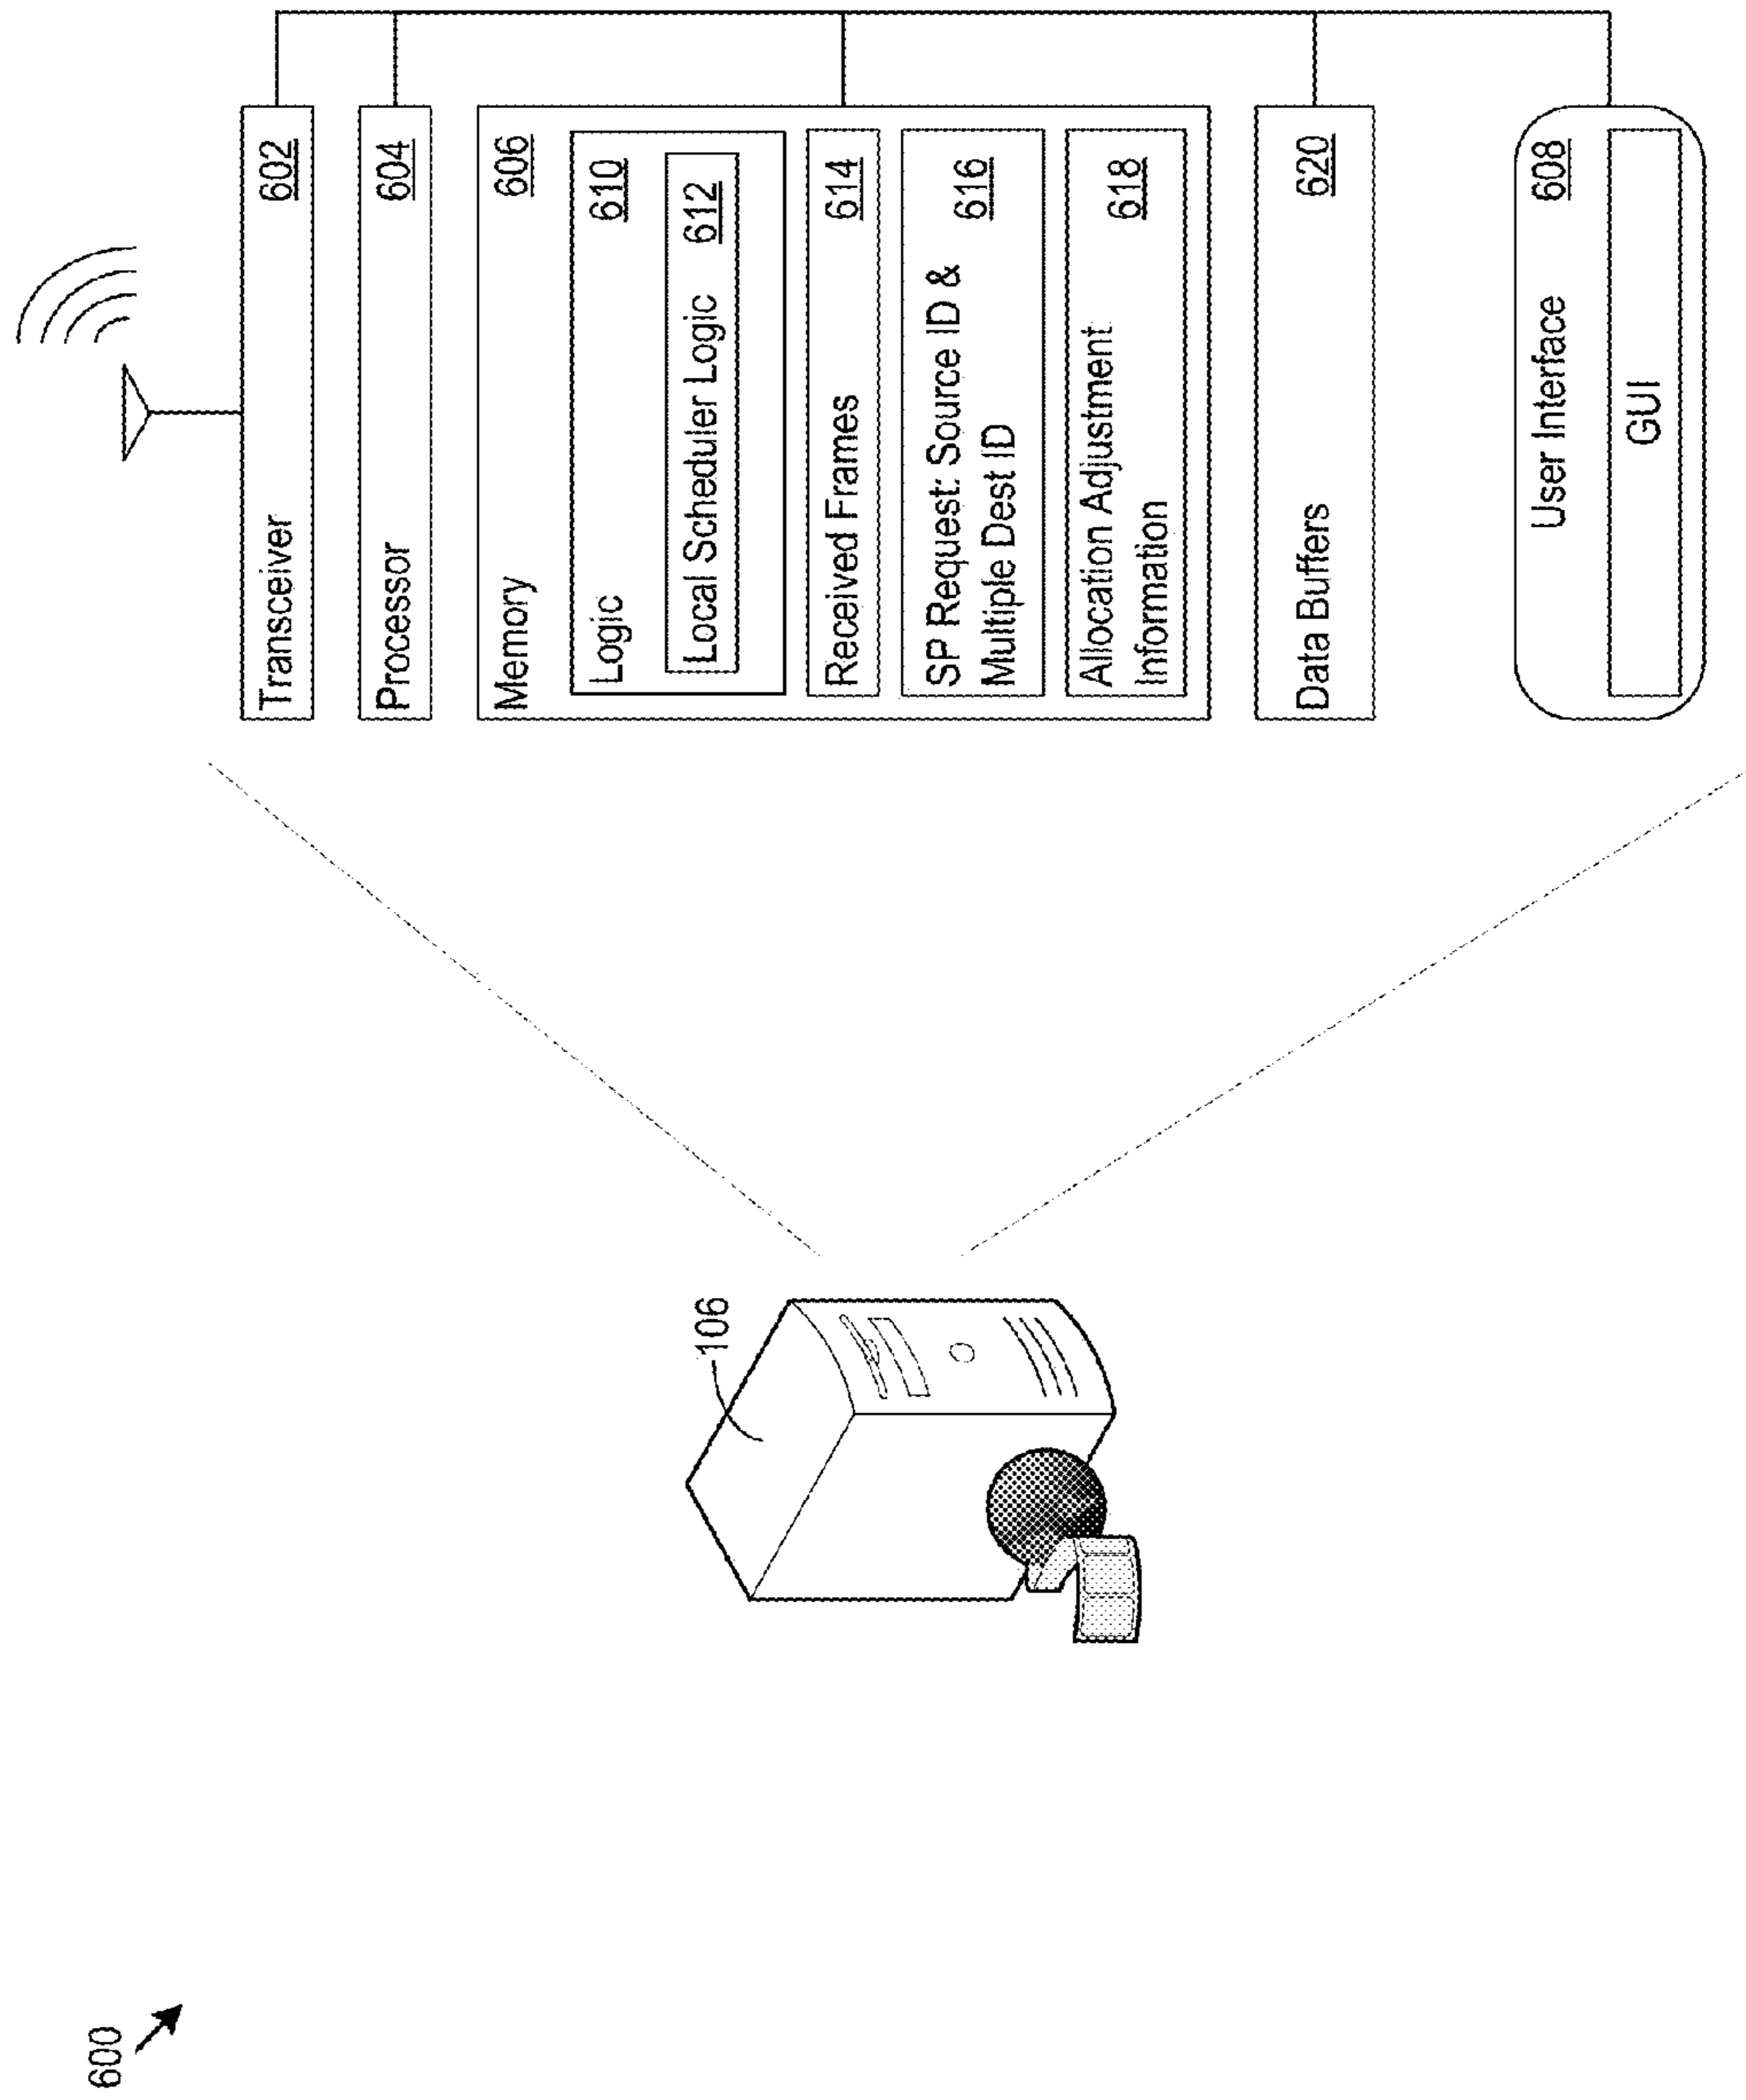 600
106
Transceiver 602
Processor 604
Memory 606
Logic 610
Local Scheduler Logic 612
Received Frames 614
SP Request: Source ID & 616
Multiple Dest ID
Allocation Adjustment 618
Information
Data Buffers 620
User Interface 608
GUI